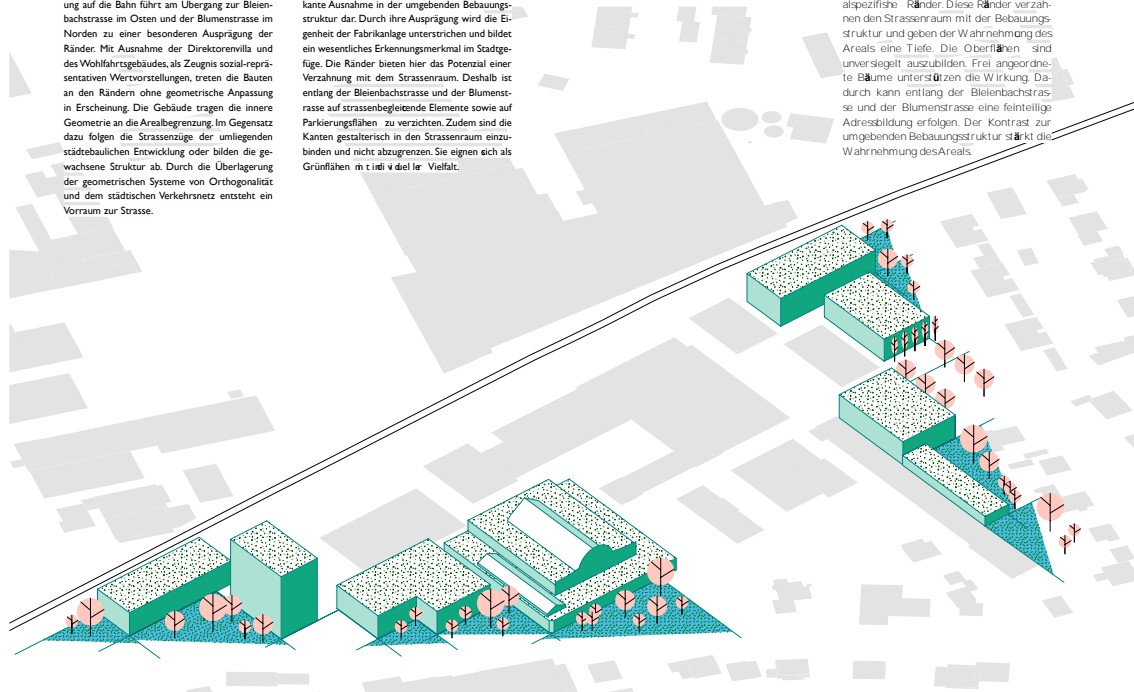 ung auf die Bahn führt am Übergang zur Bleien-
bachstrasse im Osten und der Blumenstrasse im
Norden zu einer besonderen Ausprägung der
Ränder. Mit Ausnahme der Direktorenvilla und
des Wohlfahrtsgebäudes, als Zeugnis sozial-reprä-
sentativen Wertvorstellungen, treten die Bauten
an den Rändern ohne geometrische Anpassung
in Erscheinung. Die Gebäude tragen die innere
Geometrie an die Arealbegrenzung. Im Gegensatz
dazu folgen die Strassenzüge der umliegenden
städtebaulichen Entwicklung oder bilden die ge-
wachsene Struktur ab. Durch die Überlagerung
der geometrischen Systeme von Orthogonalität
und dem städtischen Verkehrsnetz entsteht ein
Vorraum zur Strasse.
kante Ausnahme in der umgebenden Bebauungs-
struktur dar. Durch ihre Ausprägung wird die Ei-
genheit der Fabrikanlage unterstrichen und bildet
ein wesentliches Erkennungsmerkmal im Stadtge-
füge. Die Ränder bieten hier das Potenzial einer
Verzahnung mit dem Strassenraum. Deshalb ist
entlang der Bleienbachstrasse und der Blumenst-
rasse auf strassenbegleitende Elemente sowie auf
Parkierungsflächen zu verzichten. Zudem sind die
Kanten gestalterisch in den Strassenraum einzu-
binden und nicht abzugrenzen. Sie eignen sich als
Grünflächen mit individueller Vielfalt.
alspezifishe Ränder. Diese Ränder verzah-
nen den Strassenraum mit der Bebauungs-
struktur und geben der Wahrnehmung des
Areals eine Tiefe. Die Oberflähen sind
unversiegelt auszubilden. Frei angeordne-
te Bäume unterstützen die Wirkung. Da-
durch kann entlang der Bleienbachstras-
se und der Blumenstrasse eine feinteilige
Adressbildung erfolgen. Der Kontrast zur
umgebenden Bebauungsstruktur stärkt die
Wahrnehmung des Areals.